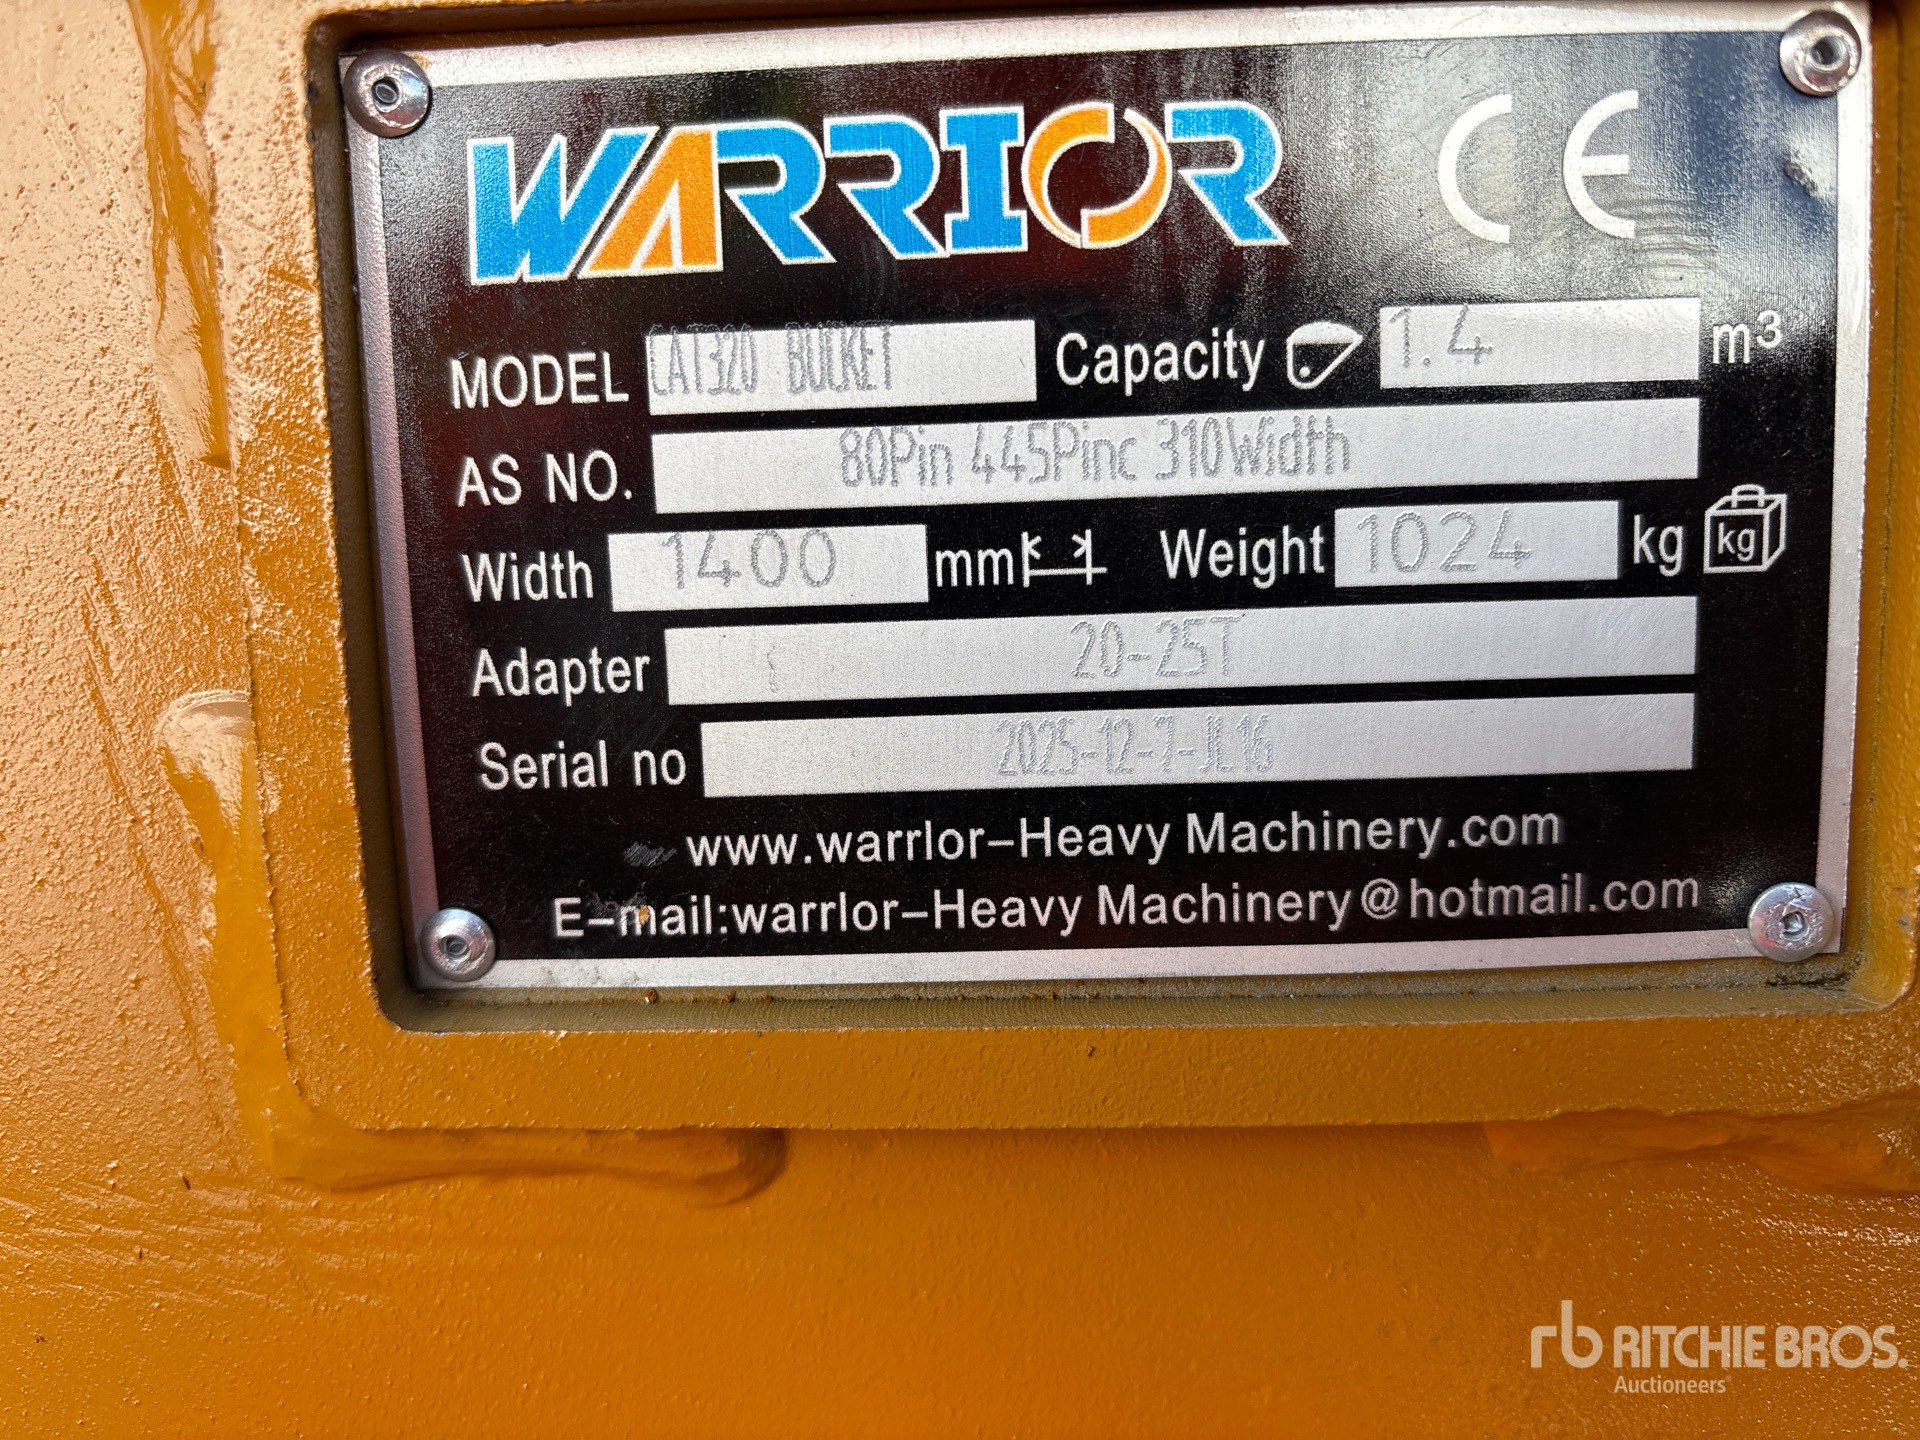 WARRIOR CE
MODEL CAT320 BUCKET Capacity 1.4 m³
AS NO. 80Pin 445Pinc 310Width
Width 1400 mm Weight 1024 kg kg
Adapter 20-25T
Serial no 2025-12-7-JL16
www.warrlor-Heavy Machinery.com
E-mail:warrlor-Heavy Machinery@hotmail.com
rb RITCHIE BROS.
Auctioneers